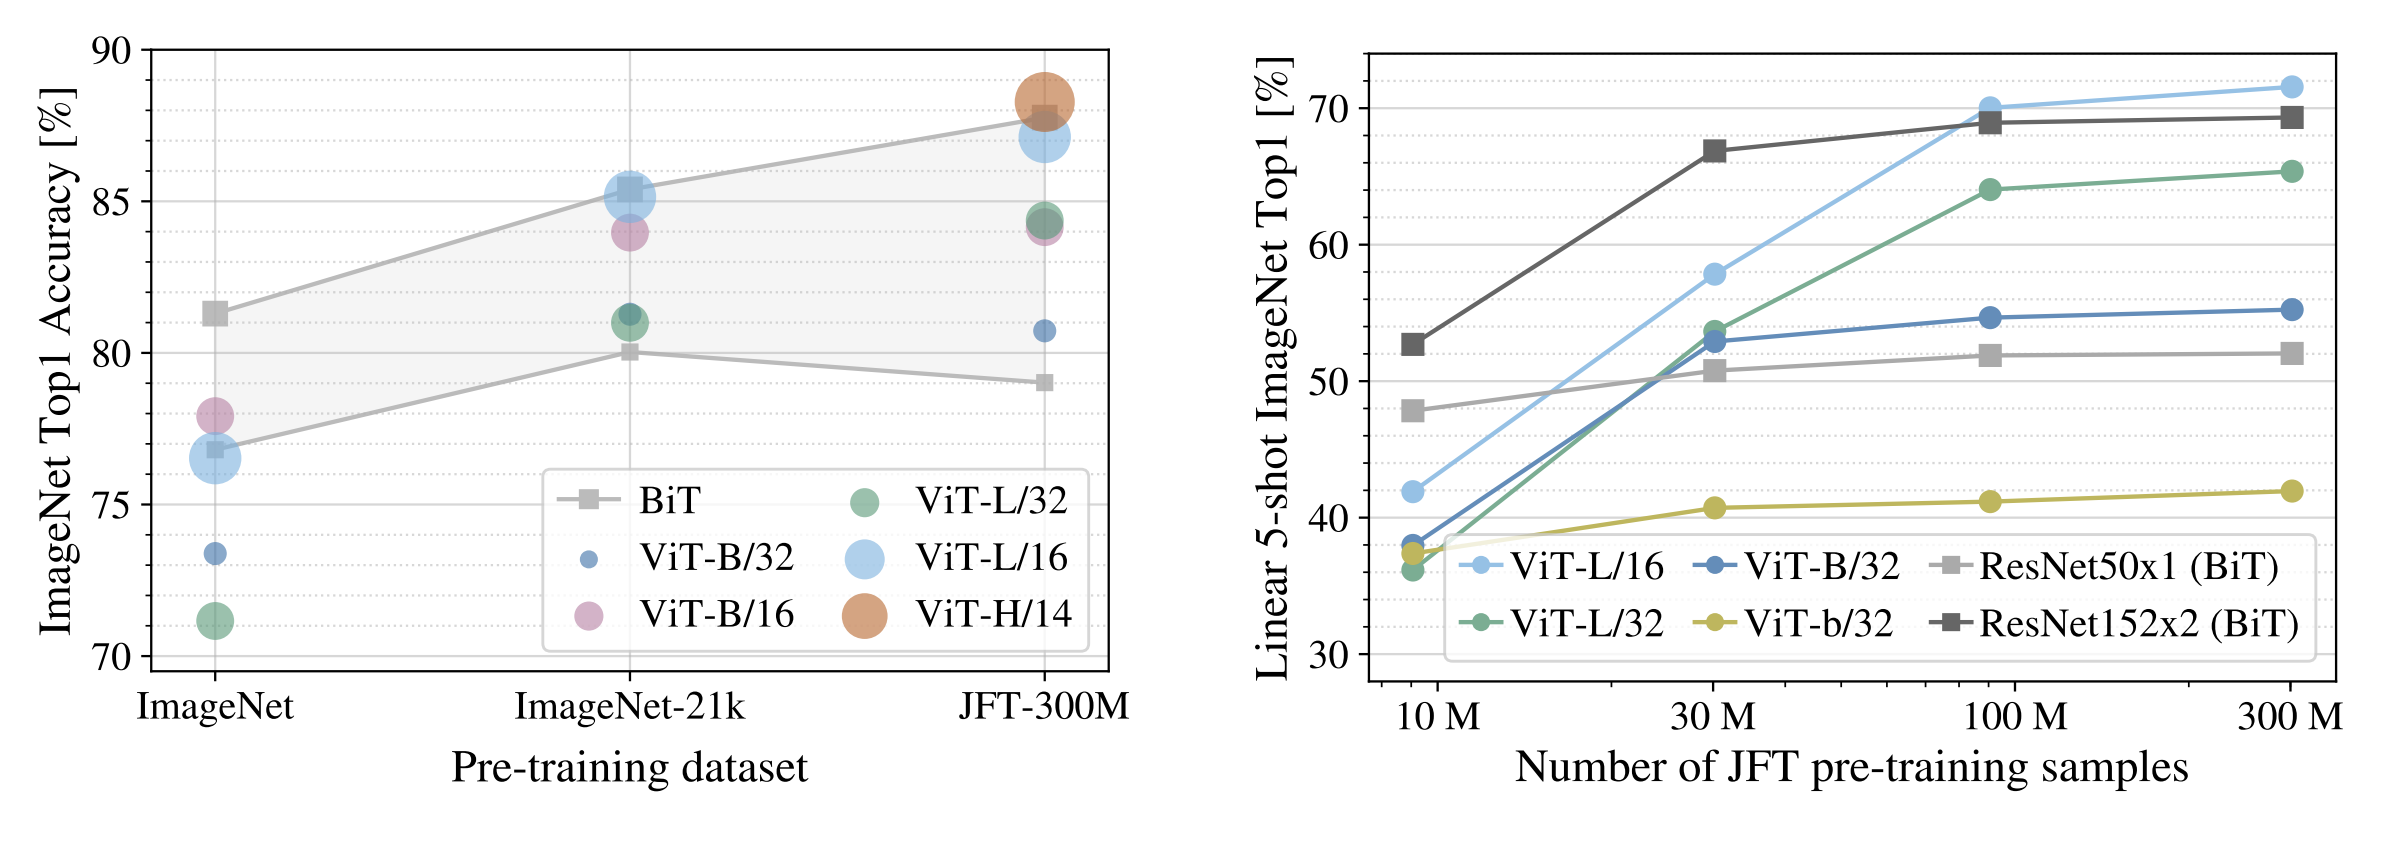 ImageNet Top1 Accuracy [%]
90
85
80
75
70
BiT
ViT-B/32
ViT-B/16
ViT-L/32
ViT-L/16
ViT-H/14
ImageNet
ImageNet-21k
JFT-300M
Pre-training dataset
Linear 5-shot ImageNet Top1 [%]
70
60
50
40
30
ViT-L/16
ViT-L/32
ViT-B/32
ViT-b/32
ResNet50x1 (BiT)
ResNet152x2 (BiT)
10 M
30 M
100 M
300 M
Number of JFT pre-training samples